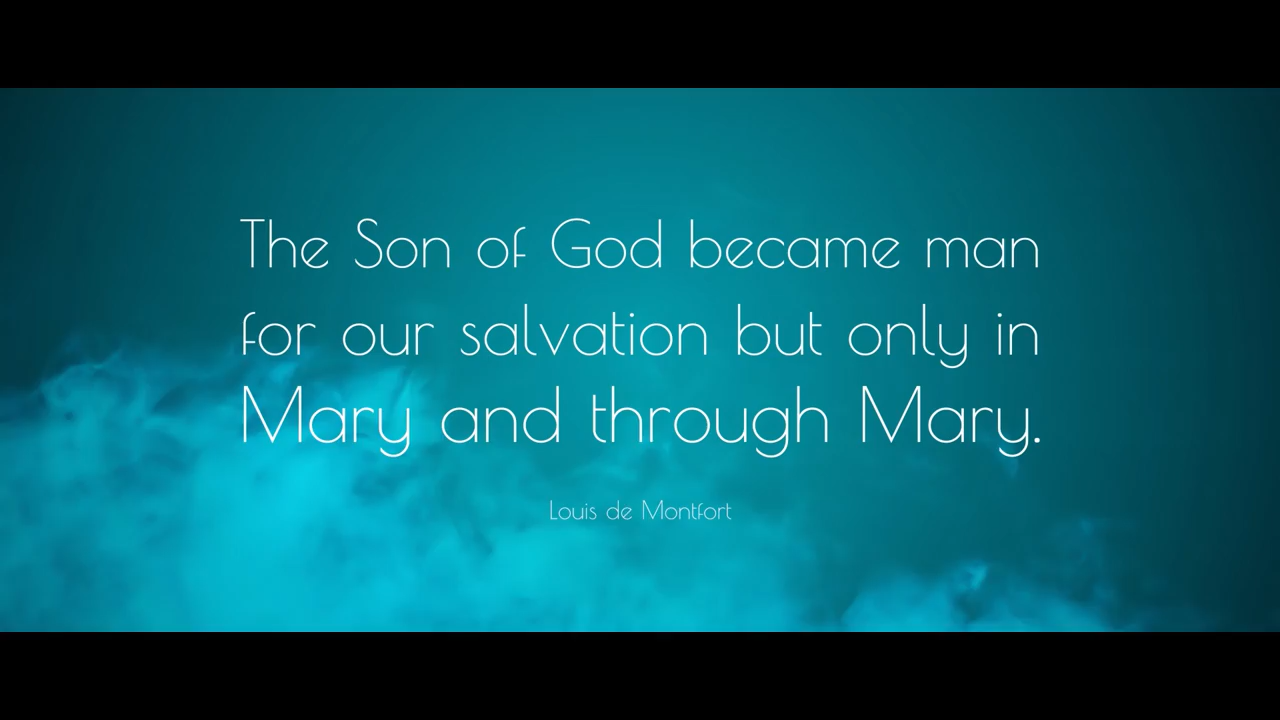 The Son of God became man
for our salvation but only in
Mary and through Mary.
Louis de Montfort